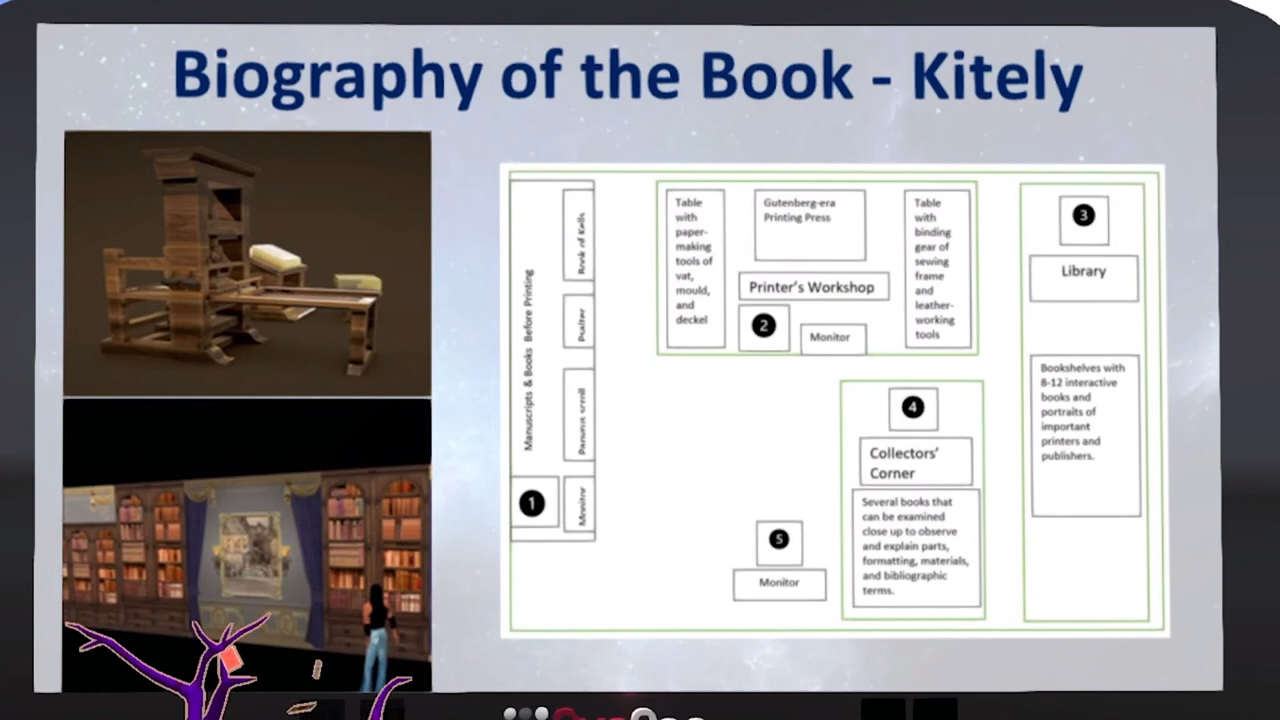 Biography of the Book - Kitely
Manuscripts & Books Before Printing
Book of Kells
Psalter
Papyrus scroll
Monitor
1
Table
with
paper-
making
tools of
vat,
mould,
and
deckel
Gutenberg-era
Printing Press
Printer's Workshop
2
Monitor
Table
with
binding
gear of
sewing
frame
and
leather-
working
tools
3
Library
Bookshelves with
8-12 interactive
books and
portraits of
important
printers and
publishers.
4
Collectors'
Corner
Several books that
can be examined
close up to observe
and explain parts,
formatting, materials,
and bibliographic
terms.
5
Monitor